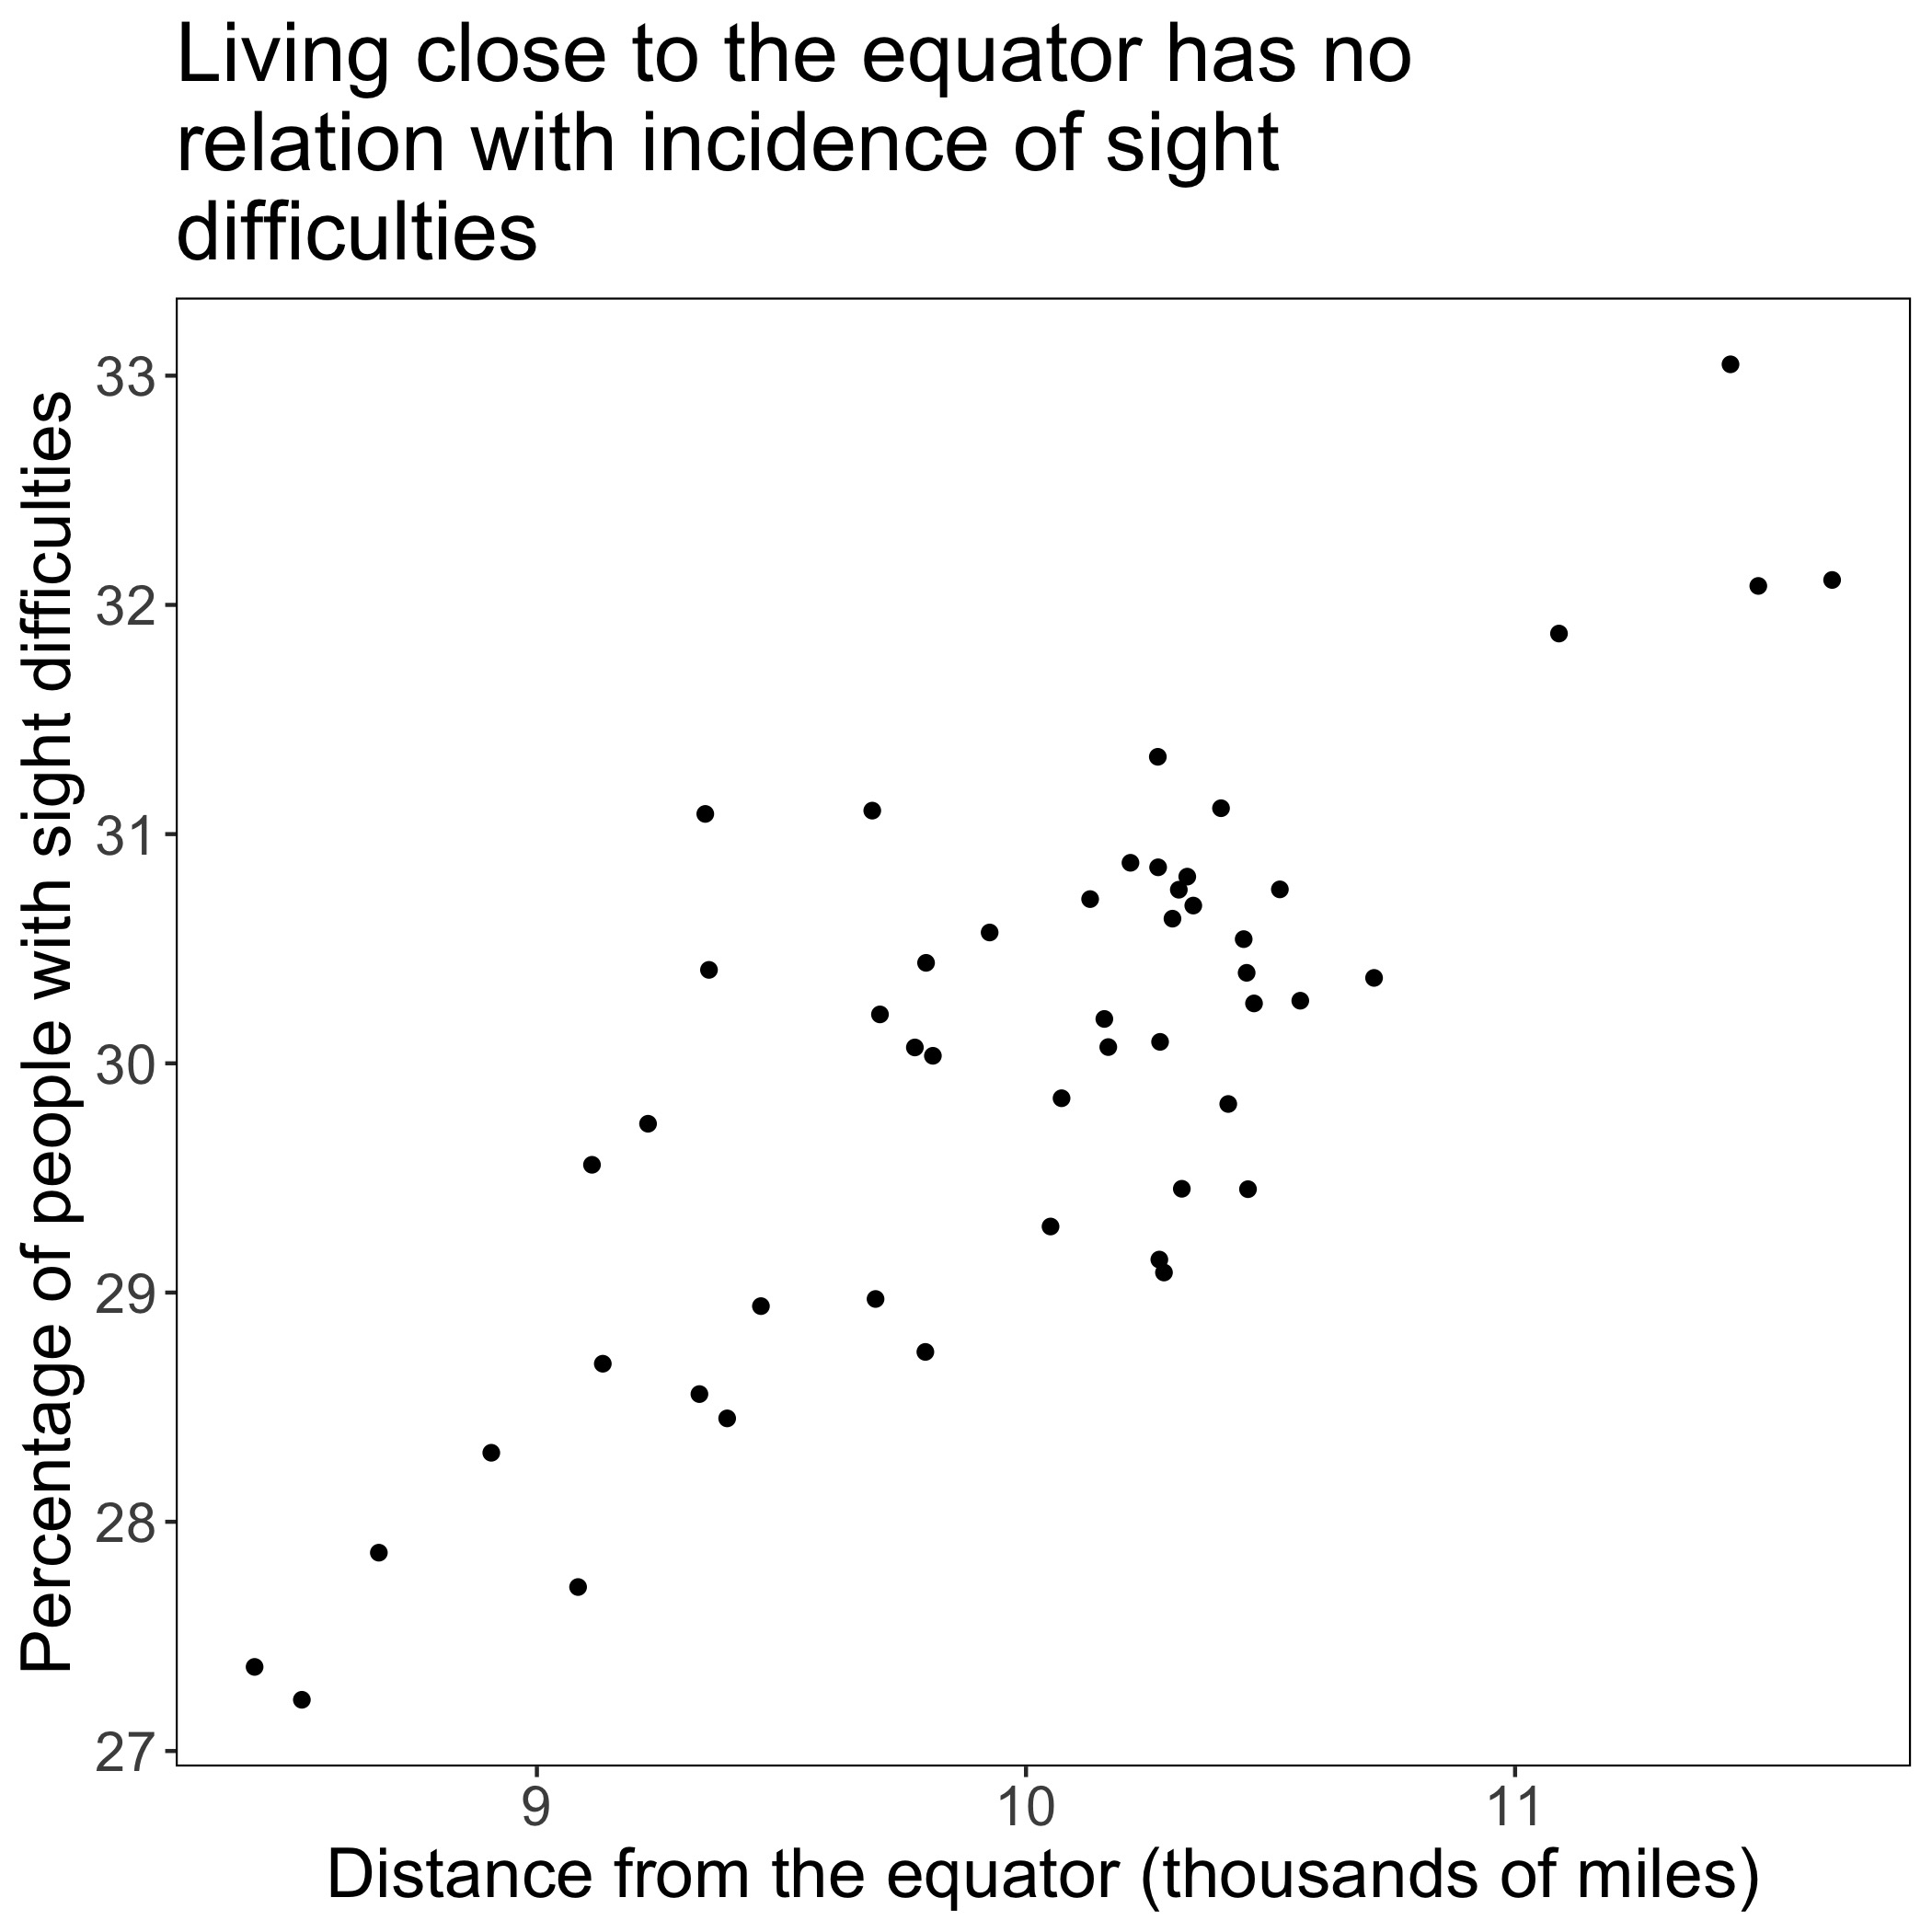 Living close to the equator has no
relation with incidence of sight
difficulties
Percentage of people with sight difficulties
33
32
31
30
29
28
27
9
10
11
Distance from the equator (thousands of miles)